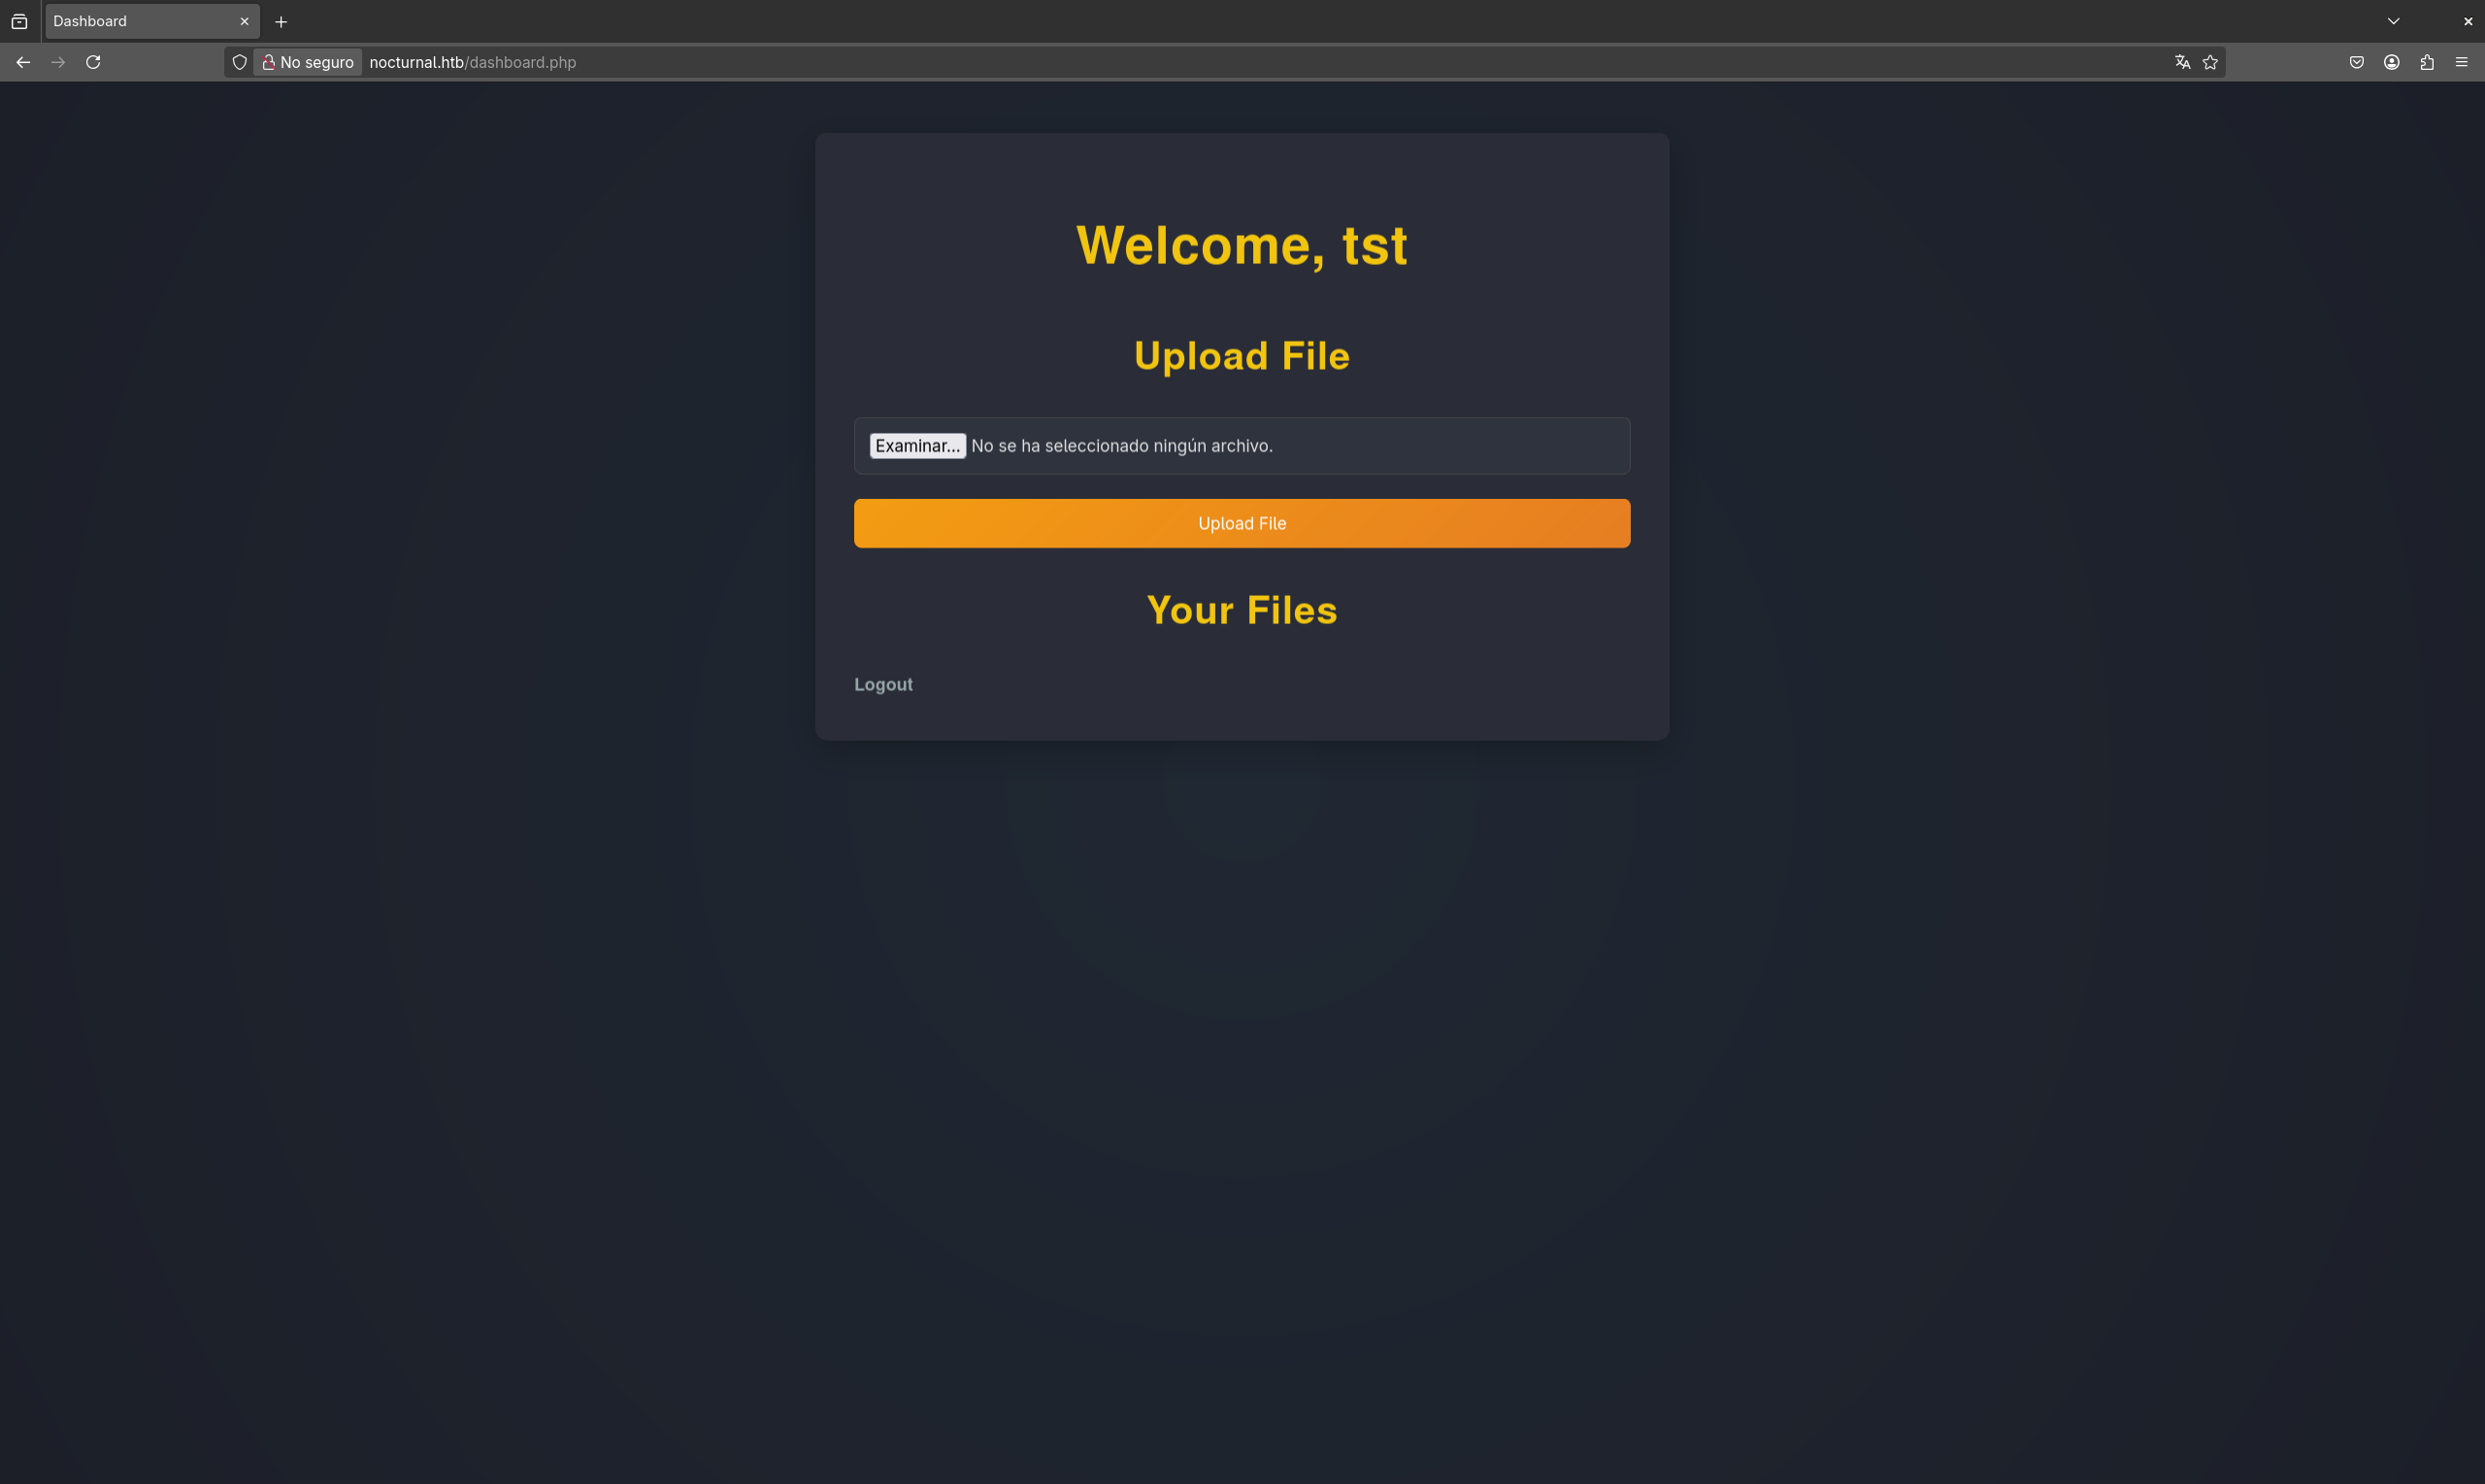 Dashboard
No seguro nocturnal.htb/dashboard.php
Welcome, tst
Upload File
Examinar... No se ha seleccionado ningún archivo.
Upload File
Your Files
Logout